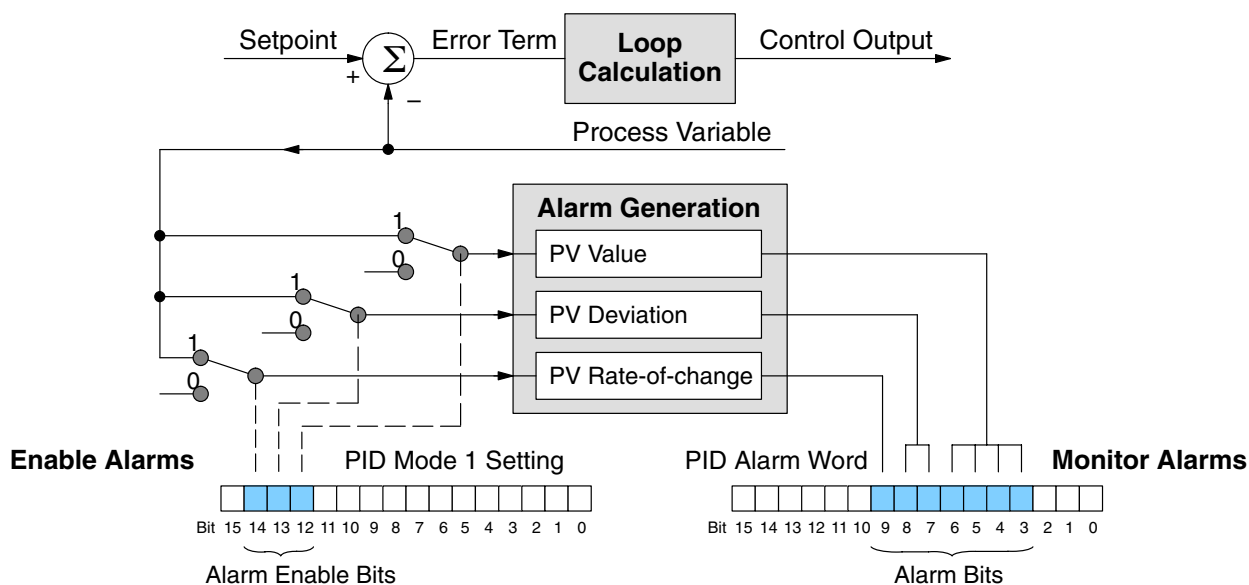 Setpoint
Error Term
Loop
Calculation
Control Output
+
Σ
−
Process Variable
Alarm Generation
1
0
PV Value
1
0
PV Deviation
1
0
PV Rate-of-change
Enable Alarms
PID Mode 1 Setting
PID Alarm Word
Monitor Alarms
Bit 15 14 13 12 11 10 9 8 7 6 5 4 3 2 1 0
Bit 15 14 13 12 11 10 9 8 7 6 5 4 3 2 1 0
Alarm Enable Bits
Alarm Bits